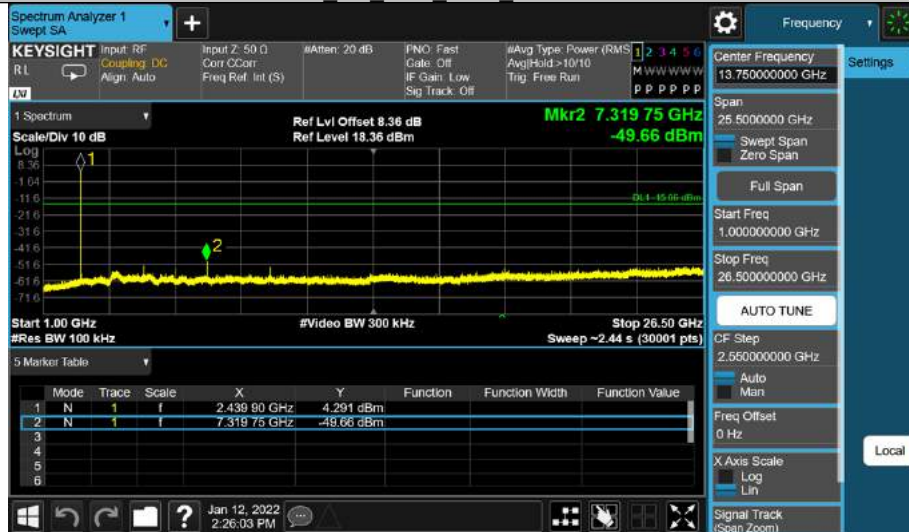 Spectrum Analyzer 1
Swept SA
Frequency
KEYSIGHT
RL
LXI
Input: RF
Coupling: DC
Align: Auto
Input Z: 50 Ω
Corr CCorr
Freq Ref: Int (S)
#Atten: 20 dB
PNO: Fast
Gate: Off
IF Gain: Low
Sig Track: Off
#Avg Type: Power (RMS
Avg|Hold:>10/10
Trig: Free Run
1 2 3 4 5 6
M W W W W W
P P P P P P
Center Frequency
13.750000000 GHz
Settings
Span
25.5000000 GHz
Swept Span
Zero Span
Full Span
Start Freq
1.000000000 GHz
Stop Freq
26.500000000 GHz
AUTO TUNE
CF Step
2.550000000 GHz
Auto
Man
Freq Offset
0 Hz
X Axis Scale
Log
Lin
Signal Track
(Span Zoom)
Local
1 Spectrum
Scale/Div 10 dB
Ref Lvl Offset 8.36 dB
Ref Level 18.36 dBm
Mkr2 7.319 75 GHz
-49.66 dBm
Log
8.36
-1.64
-11.6
-21.6
-31.6
-41.6
-51.6
-61.6
-71.6
1
2
DL1 -15.66 dBm
Start 1.00 GHz
#Res BW 100 kHz
#Video BW 300 kHz
Stop 26.50 GHz
Sweep ~2.44 s (30001 pts)
5 Marker Table
Mode Trace Scale X Y Function Function Width Function Value
1 N 1 f 2.439 90 GHz 4.291 dBm
2 N 1 f 7.319 75 GHz -49.66 dBm
3
4
5
6
Jan 12, 2022
2:26:03 PM